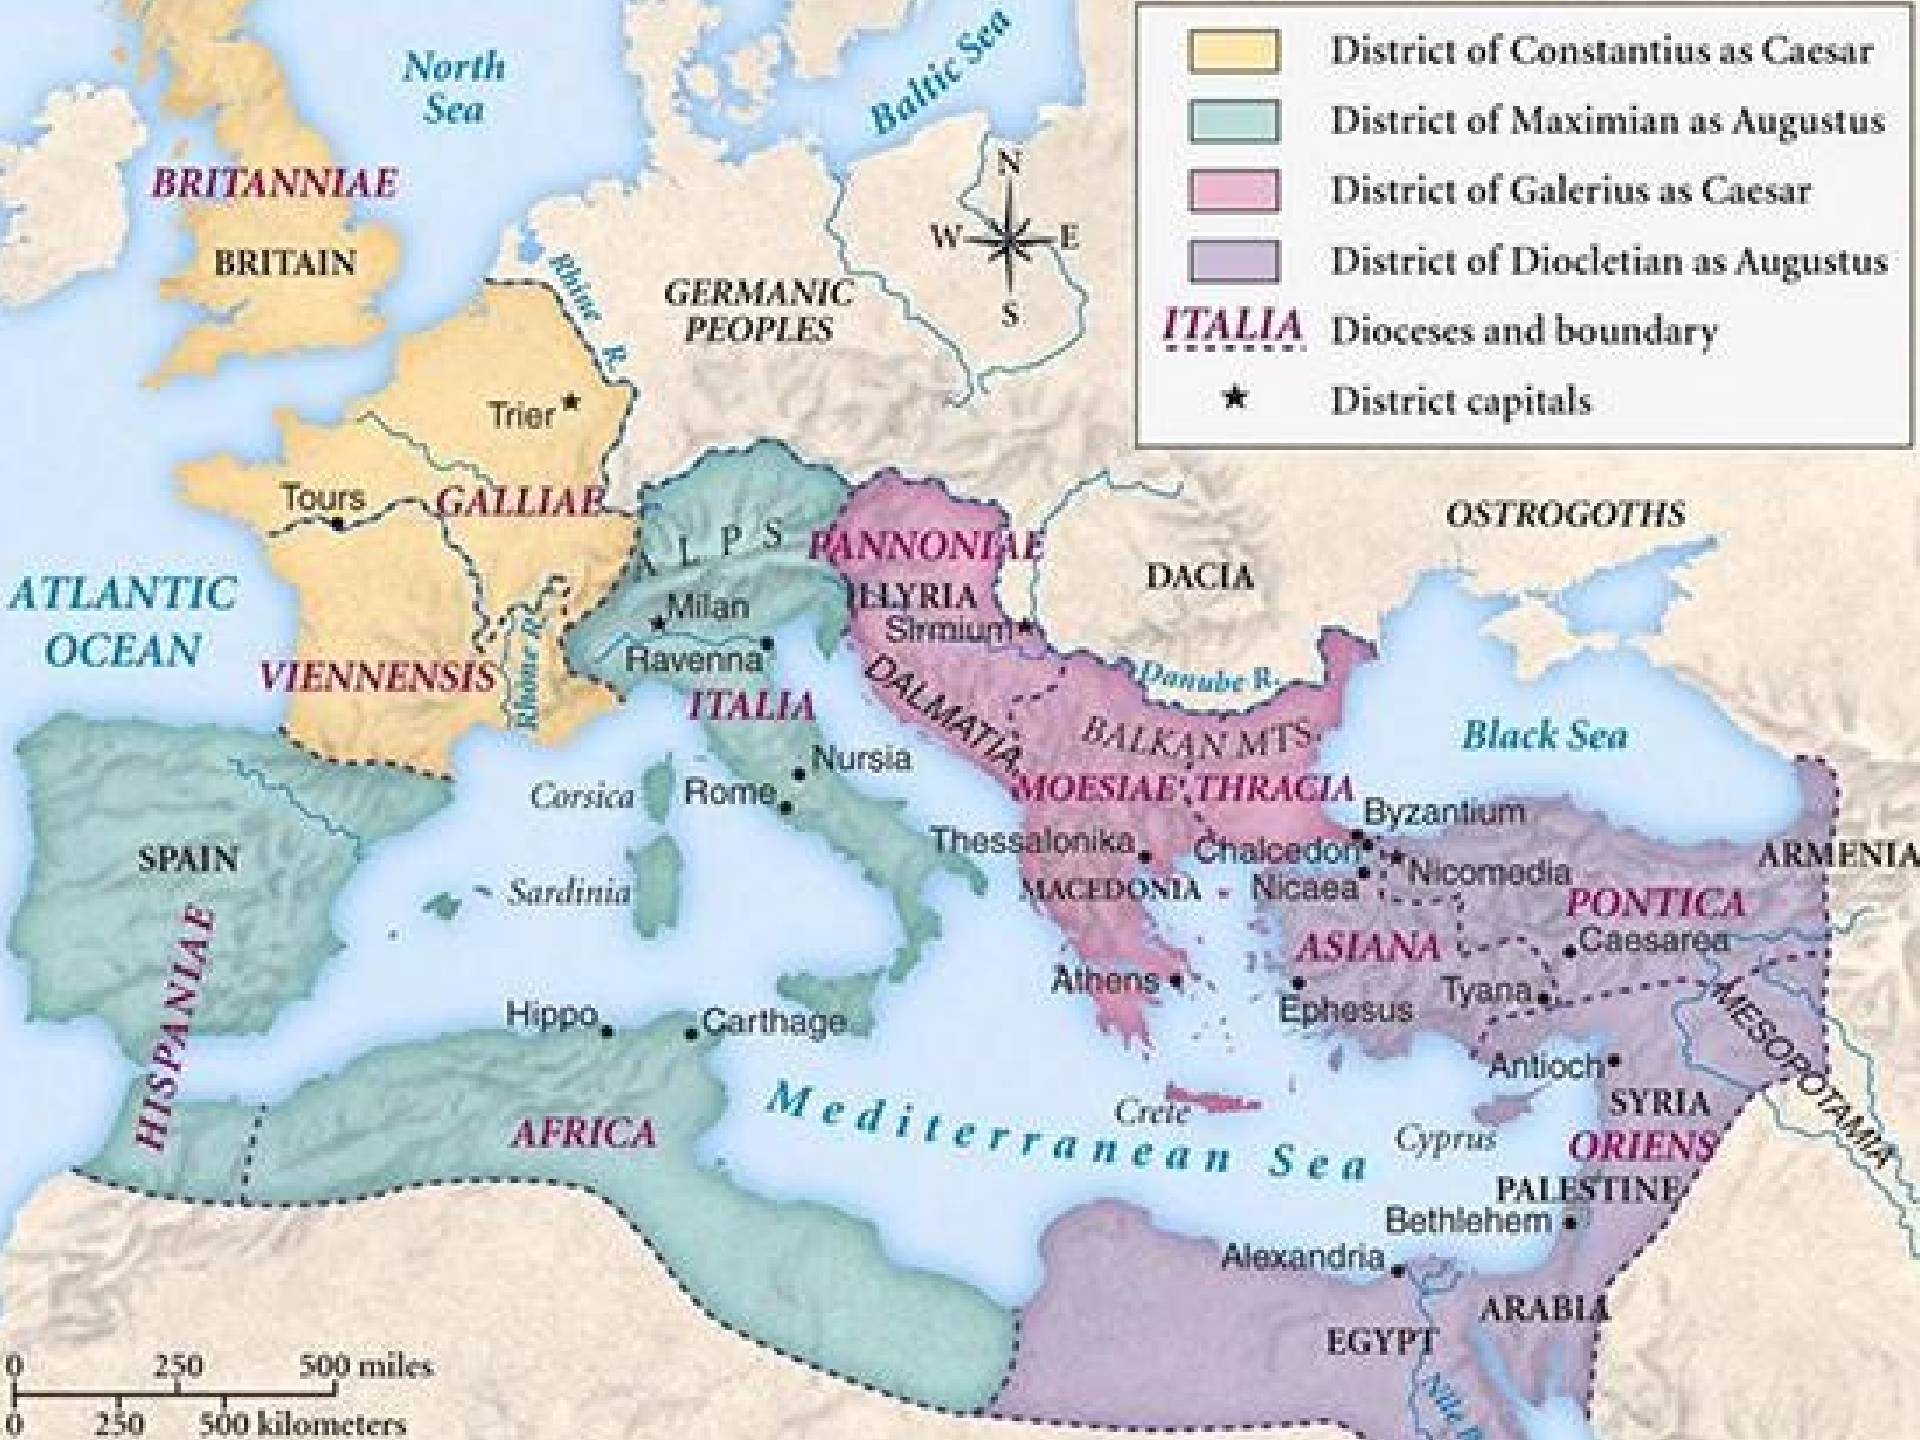 North
Sea
Baltic Sea
District of Constantius as Caesar
District of Maximian as Augustus
District of Galerius as Caesar
District of Diocletian as Augustus
ITALIA Dioceses and boundary
District capitals
N
W E
S
BRITANNIAE
BRITAIN
Rhine R.
GERMANIC
PEOPLES
Trier
Tours
GALLIAE
OSTROGOTHS
ALPS
PANNONIAE
DACIA
ILLYRIA
ATLANTIC
OCEAN
Milan
Sirmium
Ravenna
VIENNENSIS
Rhone R.
ITALIA
DALMATIA
Danube R.
BALKAN MTS.
Black Sea
Nursia
Corsica
Rome
MOESIAE
THRACIA
Byzantium
SPAIN
Thessalonika
Chalcedon
ARMENIA
Nicomedia
Sardinia
MACEDONIA
Nicaea
PONTICA
HISPANIAE
ASIANA
Caesarea
Athens
Tyana
Ephesus
MESOPOTAMIA
Hippo
Carthage
Antioch
Mediterranean Sea
Crete
SYRIA
AFRICA
Cyprus
ORIENS
PALESTINE
Bethlehem
Alexandria
ARABIA
EGYPT
Nile R
0 250 500 miles
0 250 500 kilometers